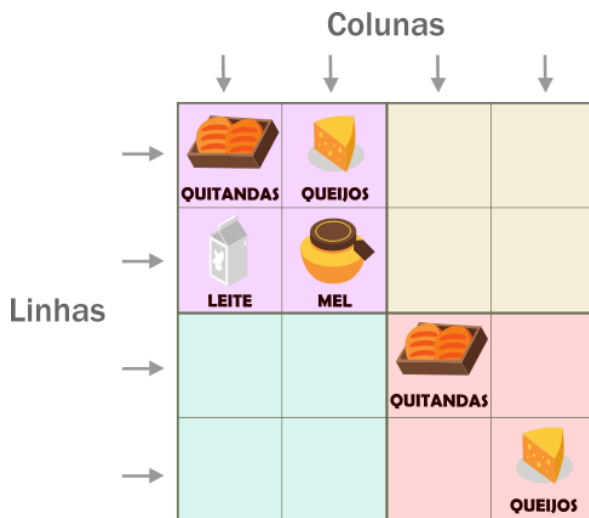 Colunas
QUITANDAS QUEIJOS
LEITE MEL
Linhas
QUITANDAS
QUEIJOS